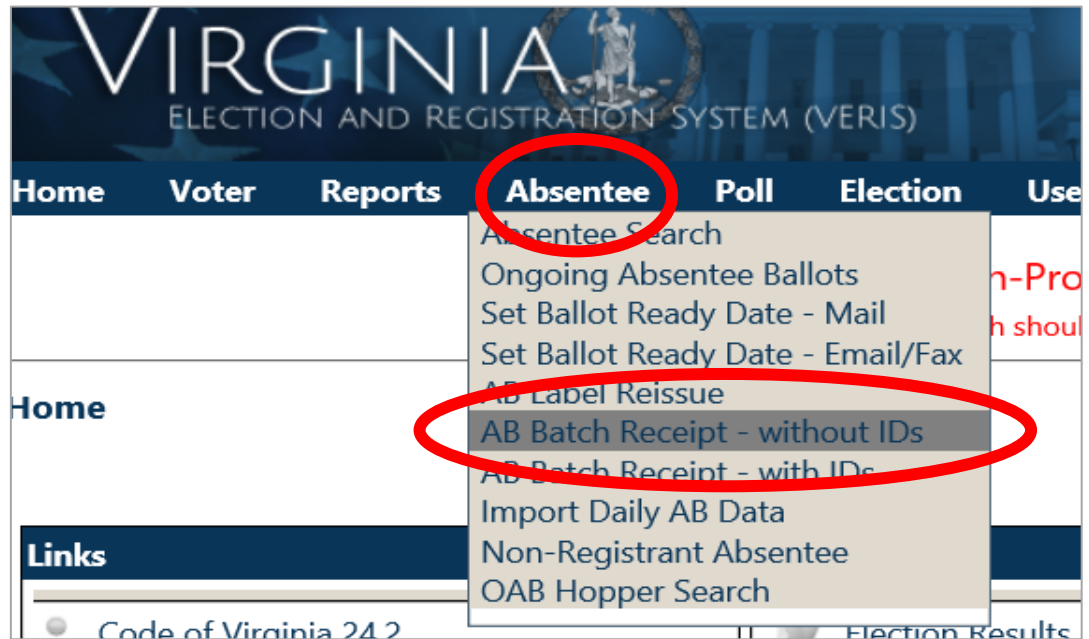 VIRGINIA
ELECTION AND REGISTRATION SYSTEM (VERIS)
Home Voter Reports Absentee Poll Election Use
Absentee Search
Ongoing Absentee Ballots
n-Pro
Set Ballot Ready Date - Mail
h shoul
Set Ballot Ready Date - Email/Fax
AB Label Reissue
Home
AB Batch Receipt - without IDs
AB Batch Receipt - with IDs
Import Daily AB Data
Links
Non-Registrant Absentee
OAB Hopper Search
Code of Virginia 24.2
Election Results